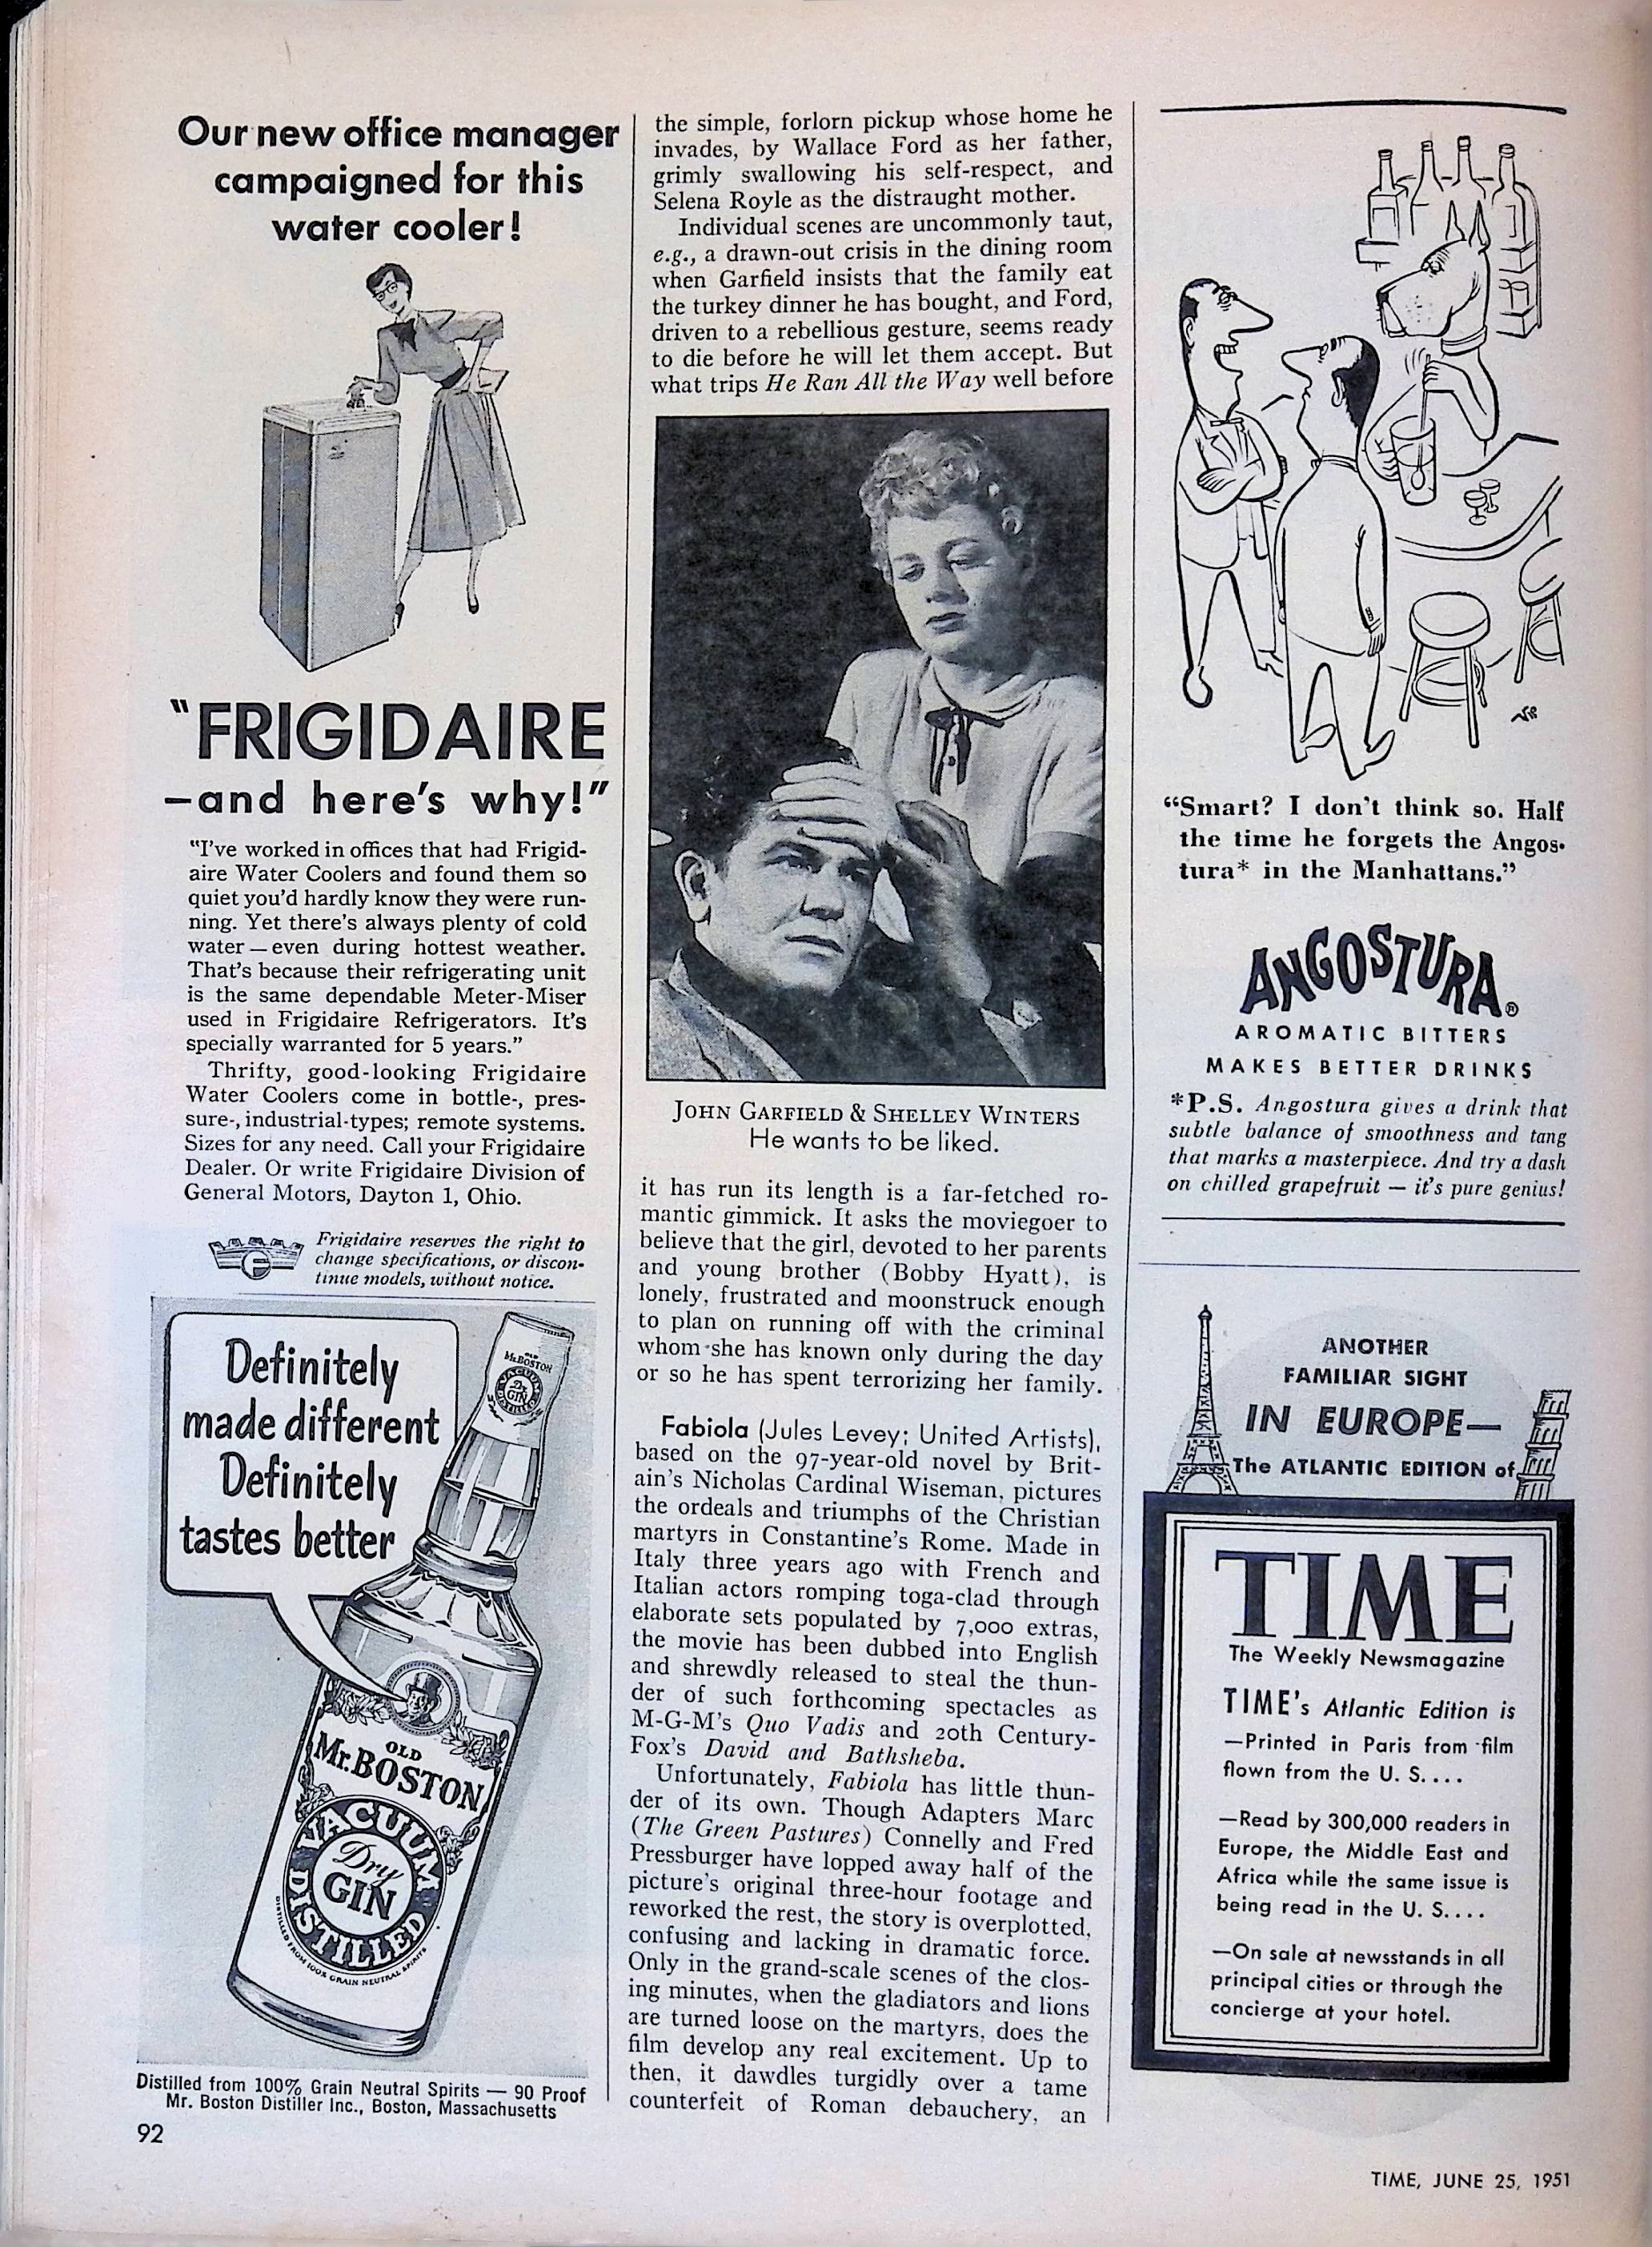 Our new office manager
campaigned for this
water cooler!
"FRIGIDAIRE
—and here's why!"
"I've worked in offices that had Frigid-
aire Water Coolers and found them so
quiet you'd hardly know they were run-
ning. Yet there's always plenty of cold
water — even during hottest weather.
That's because their refrigerating unit
is the same dependable Meter-Miser
used in Frigidaire Refrigerators. It's
specially warranted for 5 years."
Thrifty, good-looking Frigidaire
Water Coolers come in bottle-, pres-
sure-, industrial-types; remote systems.
Sizes for any need. Call your Frigidaire
Dealer. Or write Frigidaire Division of
General Motors, Dayton 1, Ohio.
Frigidaire reserves the right to
change specifications, or discon-
tinue models, without notice.
F
Definitely
made different
Definitely
tastes better
OLD
Mr. BOSTON
VACUUM
Dry
GIN
DISTILLED
OLD
Mr. BOSTON
VACUUM
Dry
GIN
DISTILLED
DISTILLED FROM 100% GRAIN NEUTRAL SPIRITS
Distilled from 100% Grain Neutral Spirits — 90 Proof
Mr. Boston Distiller Inc., Boston, Massachusetts
92
the simple, forlorn pickup whose home he
invades, by Wallace Ford as her father,
grimly swallowing his self-respect, and
Selena Royle as the distraught mother.
Individual scenes are uncommonly taut,
e.g., a drawn-out crisis in the dining room
when Garfield insists that the family eat
the turkey dinner he has bought, and Ford,
driven to a rebellious gesture, seems ready
to die before he will let them accept. But
what trips He Ran All the Way well before
JOHN GARFIELD & SHELLEY WINTERS
He wants to be liked.
it has run its length is a far-fetched ro-
mantic gimmick. It asks the moviegoer to
believe that the girl, devoted to her parents
and young brother (Bobby Hyatt), is
lonely, frustrated and moonstruck enough
to plan on running off with the criminal
whom she has known only during the day
or so he has spent terrorizing her family.
Fabiola (Jules Levey; United Artists),
based on the 97-year-old novel by Brit-
ain's Nicholas Cardinal Wiseman, pictures
the ordeals and triumphs of the Christian
martyrs in Constantine's Rome. Made in
Italy three years ago with French and
Italian actors romping toga-clad through
elaborate sets populated by 7,000 extras,
the movie has been dubbed into English
and shrewdly released to steal the thun-
der of such forthcoming spectacles as
M-G-M's Quo Vadis and 20th Century-
Fox's David and Bathsheba.
Unfortunately, Fabiola has little thun-
der of its own. Though Adapters Marc
(The Green Pastures) Connelly and Fred
Pressburger have lopped away half of the
picture's original three-hour footage and
reworked the rest, the story is overplotted,
confusing and lacking in dramatic force.
Only in the grand-scale scenes of the clos-
ing minutes, when the gladiators and lions
are turned loose on the martyrs, does the
film develop any real excitement. Up to
then, it dawdles turgidly over a tame
counterfeit of Roman debauchery, an
VIP
"Smart? I don't think so. Half
the time he forgets the Angos-
tura* in the Manhattans."
ANGOSTURA®
AROMATIC BITTERS
MAKES BETTER DRINKS
*P.S. Angostura gives a drink that
subtle balance of smoothness and tang
that marks a masterpiece. And try a dash
on chilled grapefruit — it's pure genius!
ANOTHER
FAMILIAR SIGHT
IN EUROPE—
The ATLANTIC EDITION of
TIME
The Weekly Newsmagazine
TIME's Atlantic Edition is
—Printed in Paris from film
flown from the U. S....
—Read by 300,000 readers in
Europe, the Middle East and
Africa while the same issue is
being read in the U. S....
—On sale at newsstands in all
principal cities or through the
concierge at your hotel.
TIME, JUNE 25, 1951